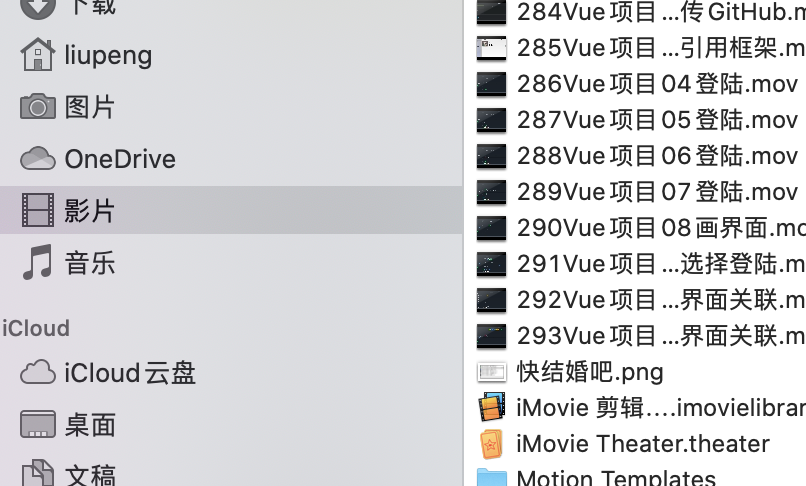 下载
liupeng
图片
OneDrive
影片
音乐
iCloud
iCloud云盘
桌面
文稿
284Vue项目...传GitHub.m
285Vue项目...引用框架.m
286Vue项目04登陆.mov
287Vue项目05登陆.mov
288Vue项目06登陆.mov
289Vue项目07登陆.mov
290Vue项目08画界面.mo
291Vue项目...选择登陆.m
292Vue项目...界面关联.m
293Vue项目...界面关联.m
快结婚吧.png
iMovie 剪辑....imovielibrar
iMovie Theater.theater
Motion Templates